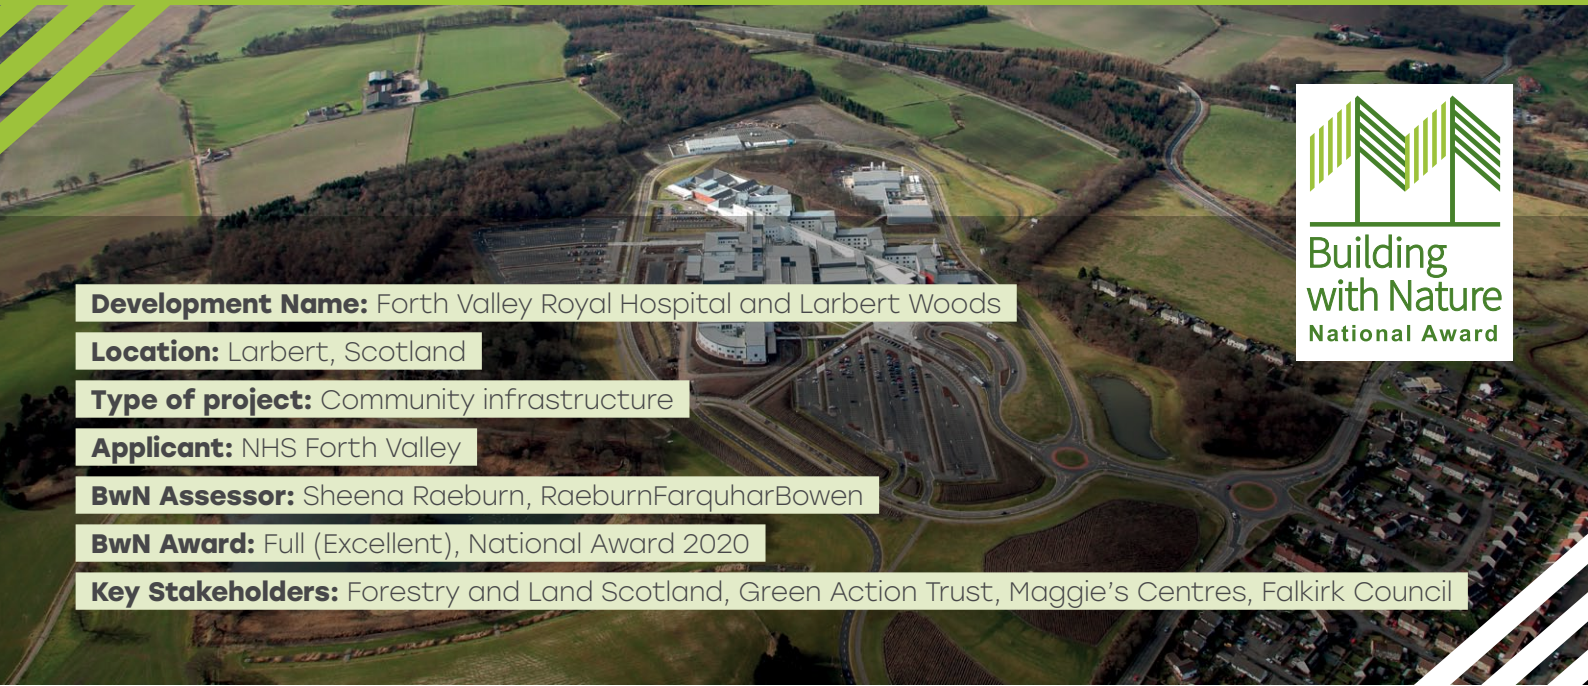 Development Name: Forth Valley Royal Hospital and Larbert Woods
Location: Larbert, Scotland
Type of project: Community infrastructure
Applicant: NHS Forth Valley
BwN Assessor: Sheena Raeburn, RaeburnFarquharBowen
BwN Award: Full (Excellent), National Award 2020
Key Stakeholders: Forestry and Land Scotland, Green Action Trust, Maggie’s Centres, Falkirk Council
Building
with Nature
National Award